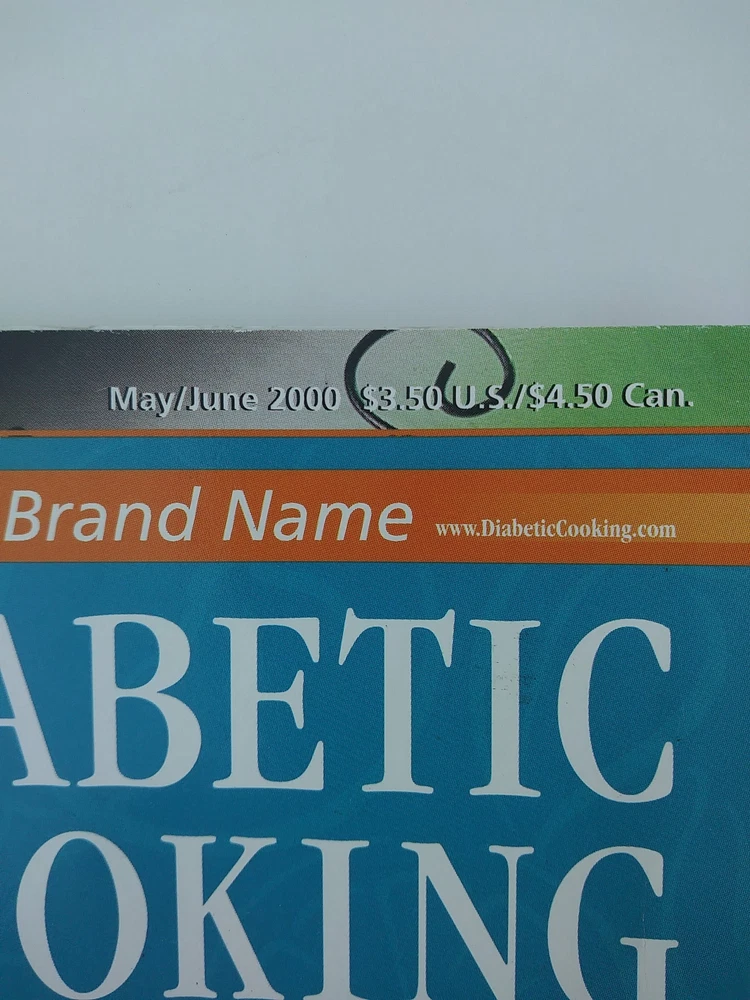 May/June 2000 $3.50 U.S./$4.50 Can.
Brand Name www.DiabeticCooking.com
ABETIC
OKING